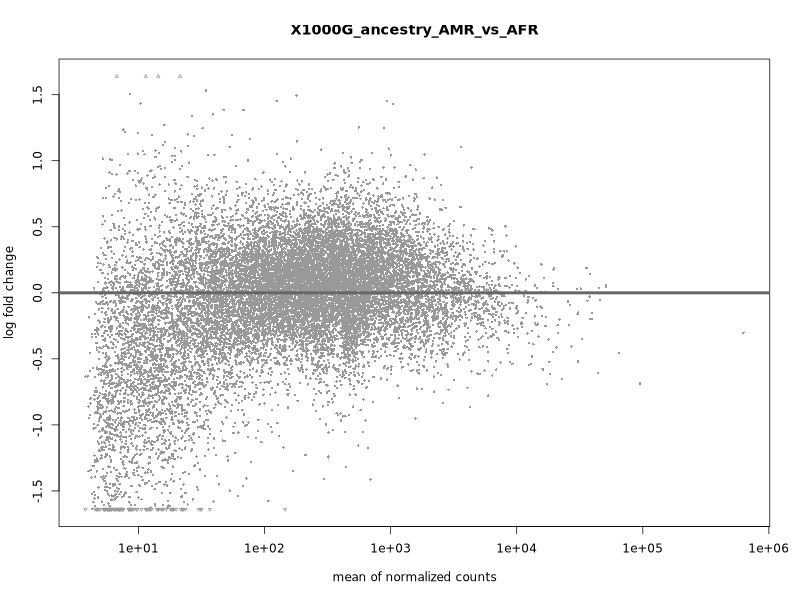 X1000G_ancestry_AMR_vs_AFR
log fold change
1.5
1.0
0.5
0.0
-0.5
-1.0
-1.5
1e+01 1e+02 1e+03 1e+04 1e+05 1e+06
mean of normalized counts